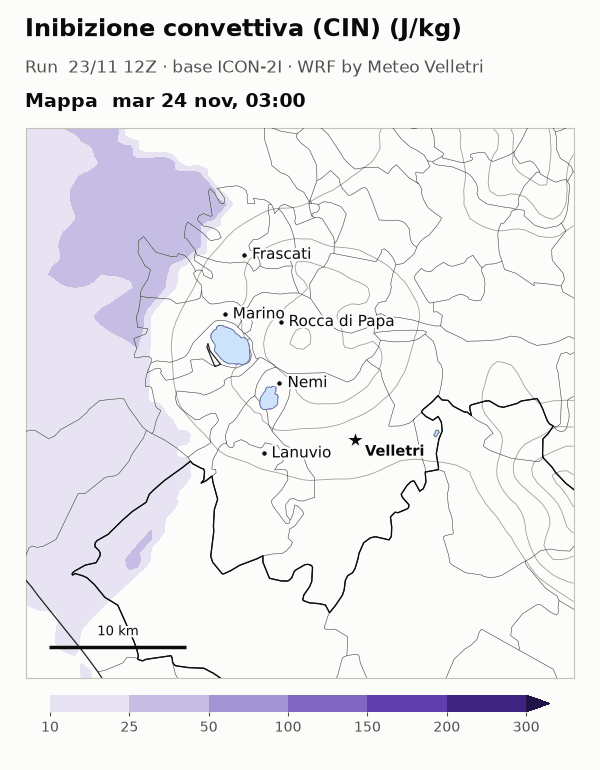 Inibizione convettiva (CIN) (J/kg)
Run  23/11 12Z · base ICON-2I · WRF by Meteo Velletri
Mappa  mar 24 nov, 03:00
Frascati
Marino
Rocca di Papa
Nemi
Velletri
Lanuvio
10 km
10 25 50 100 150 200 300